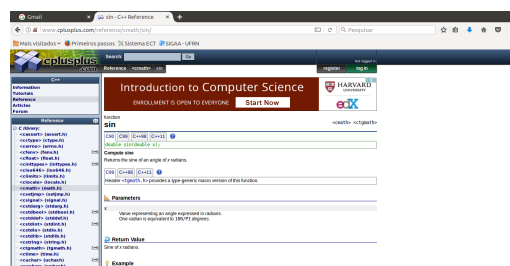 Gmail
sin - C++ Reference
www.cplusplus.com/reference/cmath/sin/
Pesquisar
Mais visitados
Primeiros passos
Sistema ECT
SIGAA - UFRN
cplusplus
.com
Search:
Go
Not logged in
Reference
<cmath>
sin
register
log in
C++
Information
Tutorials
Reference
Articles
Forum
Reference
C library:
<cassert> (assert.h)
<cctype> (ctype.h)
<cerrno> (errno.h)
<cfenv> (fenv.h)
<cfloat> (float.h)
<cinttypes> (inttypes.h)
<ciso646> (iso646.h)
<climits> (limits.h)
<clocale> (locale.h)
<cmath> (math.h)
<csetjmp> (setjmp.h)
<csignal> (signal.h)
<cstdarg> (stdarg.h)
<cstdbool> (stdbool.h)
<cstddef> (stddef.h)
<cstdint> (stdint.h)
<cstdio> (stdio.h)
<cstdlib> (stdlib.h)
<cstring> (string.h)
<ctgmath> (tgmath.h)
<ctime> (time.h)
<cuchar> (uchar.h)
Introduction to Computer Science
ENROLLMENT IS OPEN TO EVERYONE
Start Now
HARVARD
UNIVERSITY
edX
function
sin
<cmath> <ctgmath>
C90 C99 C++98 C++11
double sin(double x);
Compute sine
Returns the sine of an angle of x radians.
C99 C++98 C++11
Header <tgmath.h> provides a type-generic macro version of this function.
Parameters
x
Value representing an angle expressed in radians.
One radian is equivalent to 180/PI degrees.
Return Value
Sine of x radians.
Example